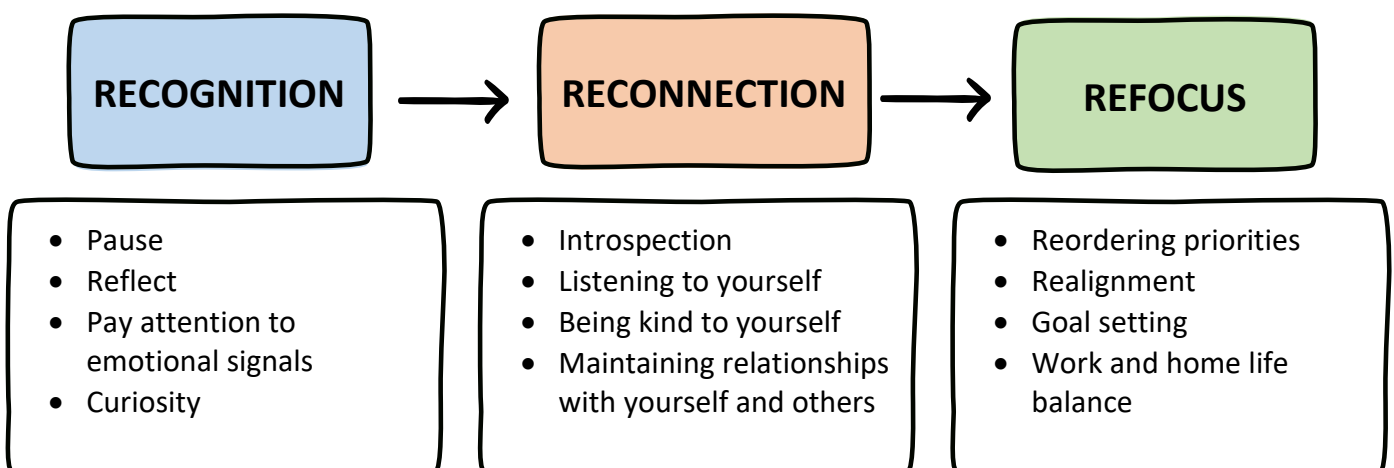 RECOGNITION
RECONNECTION
REFOCUS
• Pause
• Reflect
• Pay attention to
emotional signals
• Curiosity
• Introspection
• Listening to yourself
• Being kind to yourself
• Maintaining relationships
with yourself and others
• Reordering priorities
• Realignment
• Goal setting
• Work and home life
balance